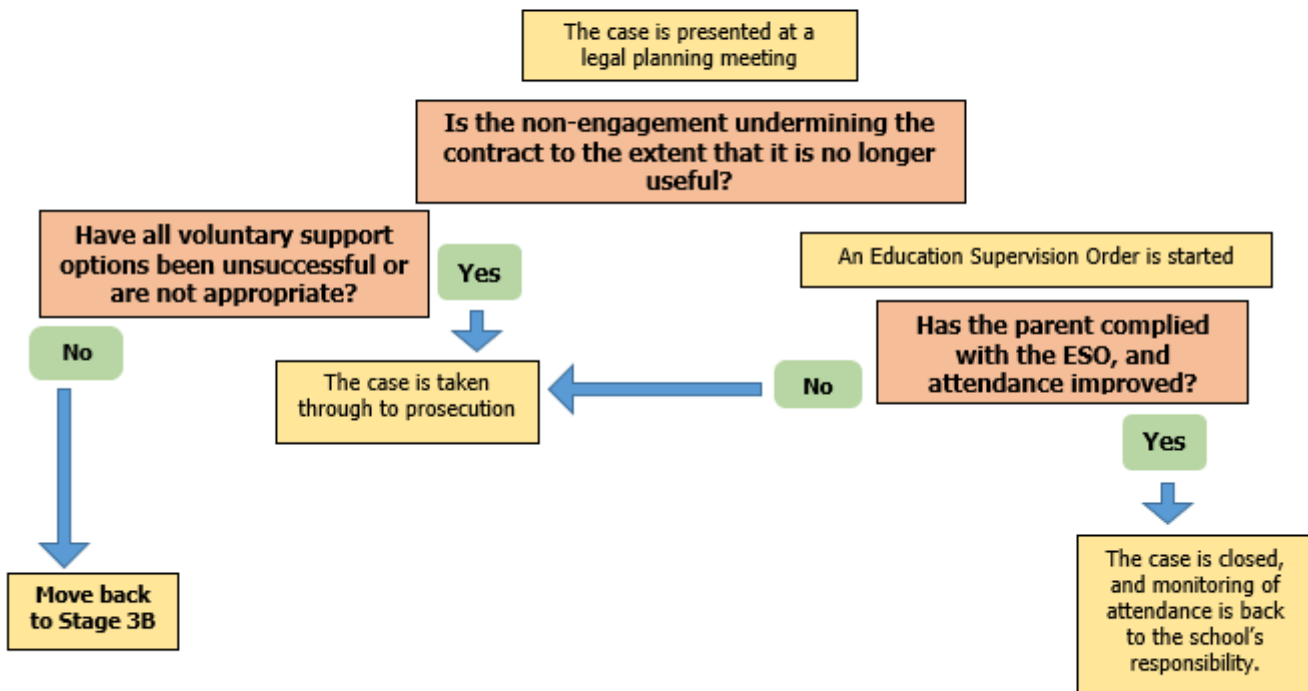 The case is presented at a
legal planning meeting
Is the non-engagement undermining the
contract to the extent that it is no longer
useful?
Have all voluntary support
options been unsuccessful or
are not appropriate?
Yes
An Education Supervision Order is started
No
The case is taken
through to prosecution
No
Has the parent complied
with the ESO, and
attendance improved?
Yes
Move back
to Stage 3B
The case is closed,
and monitoring of
attendance is back
to the school’s
responsibility.